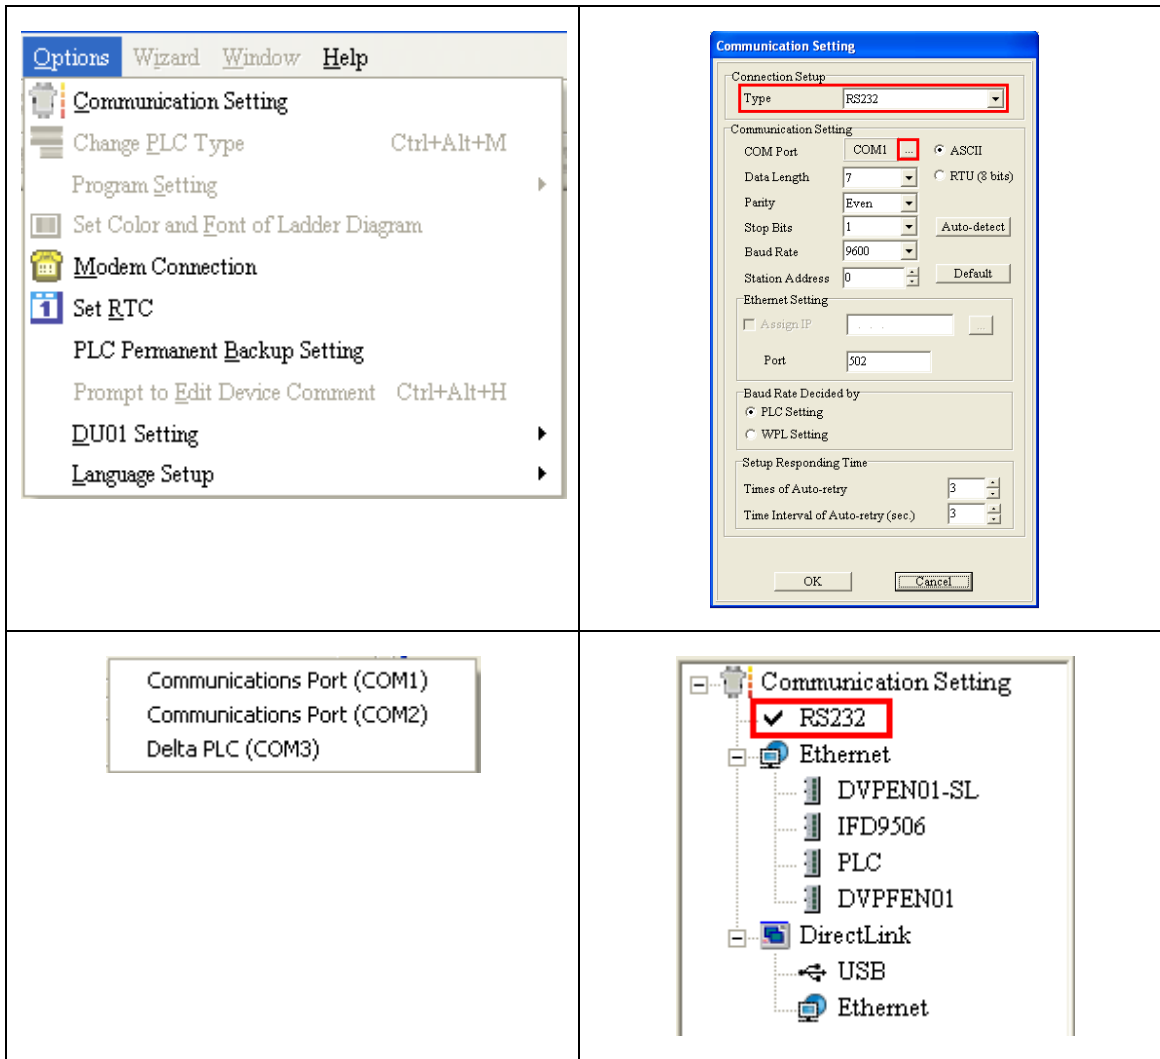 Options Wizard Window Help
Communication Setting
Change PLC Type Ctrl+Alt+M
Program Setting
Set Color and Font of Ladder Diagram
Modem Connection
1 Set RTC
PLC Permanent Backup Setting
Prompt to Edit Device Comment Ctrl+Alt+H
DU01 Setting
Language Setup
Communication Setting
Connection Setup
Type RS232
Communication Setting
COM Port COM1 ... ASCII
Data Length 7 RTU (8 bits)
Parity Even
Stop Bits 1 Auto-detect
Baud Rate 9600
Station Address 0 Default
Ethernet Setting
Assign IP . . . ...
Port 502
Baud Rate Decided by
PLC Setting
WPL Setting
Setup Responding Time
Times of Auto-retry 3
Time Interval of Auto-retry (sec.) 3
OK Cancel
Communications Port (COM1)
Communications Port (COM2)
Delta PLC (COM3)
Communication Setting
RS232
Ethernet
DVPEN01-SL
IFD9506
PLC
DVPFEN01
DirectLink
USB
Ethernet